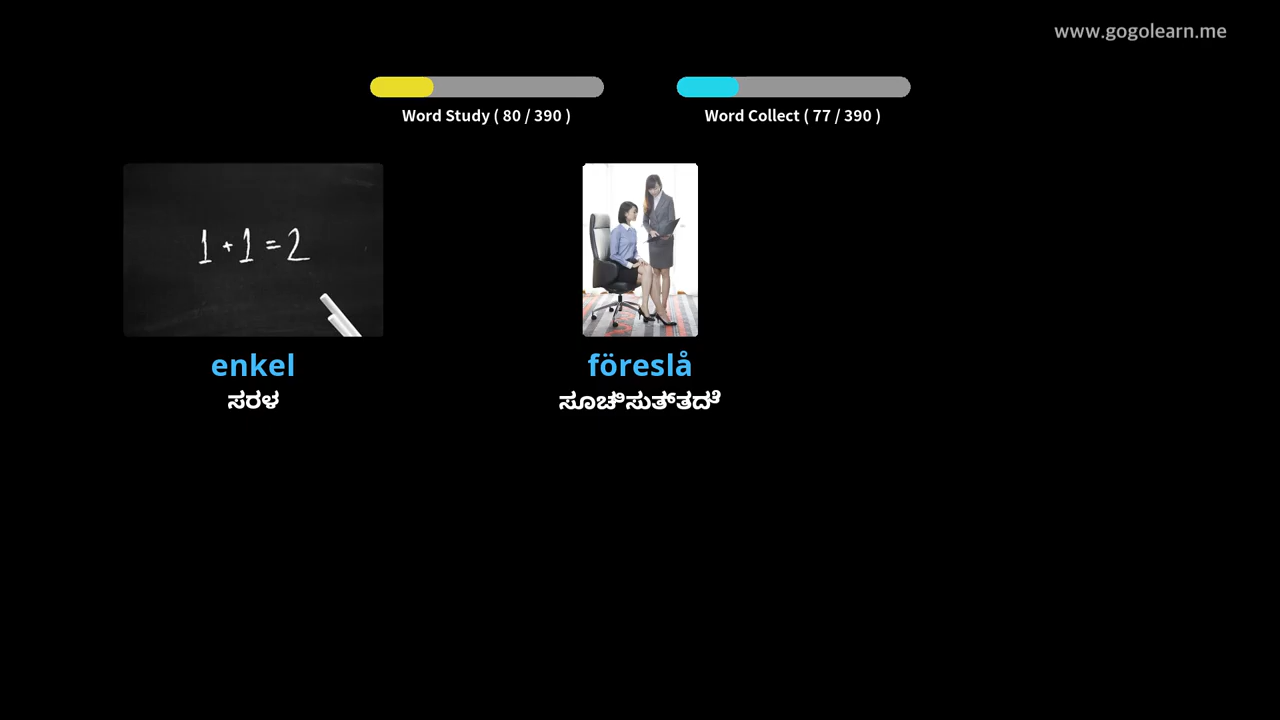 www.gogolearn.me
Word Study ( 80 / 390 )
Word Collect ( 77 / 390 )
1 + 1 = 2
enkel
föreslå
ಸರಳ
ಸೂಚಿಸುತ್ತದೆ